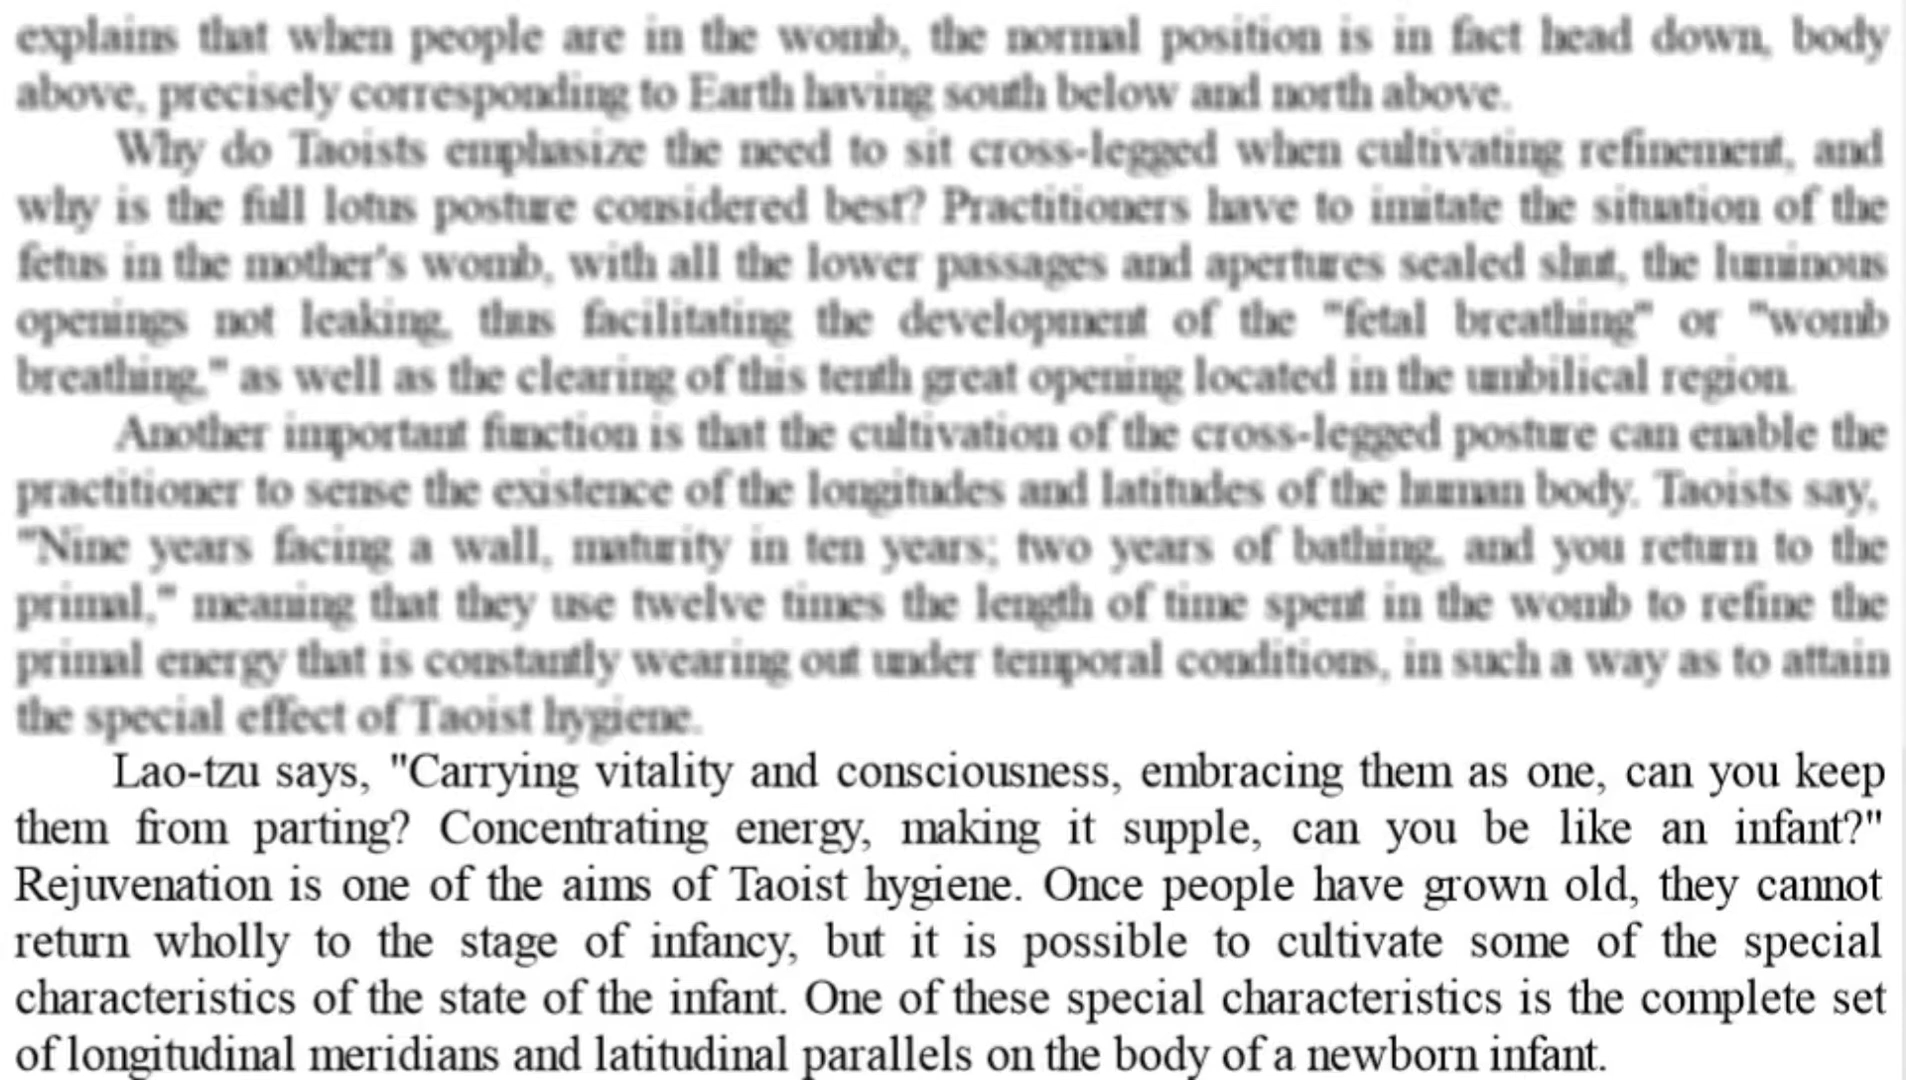 explains that when people are in the womb, the normal position is in fact head down, body
above, precisely corresponding to Earth having south below and north above.
Why do Taoists emphasize the need to sit cross-legged when cultivating refinement, and
why is the full lotus posture considered best? Practitioners have to imitate the situation of the
fetus in the mother's womb, with all the lower passages and apertures sealed shut, the luminous
openings not leaking, thus facilitating the development of the "fetal breathing" or "womb
breathing," as well as the clearing of this tenth great opening located in the umbilical region.
Another important function is that the cultivation of the cross-legged posture can enable the
practitioner to sense the existence of the longitudes and latitudes of the human body. Taoists say,
"Nine years facing a wall, maturity in ten years; two years of bathing, and you return to the
primal," meaning that they use twelve times the length of time spent in the womb to refine the
primal energy that is constantly wearing out under temporal conditions, in such a way as to attain
the special effect of Taoist hygiene.
Lao-tzu says, "Carrying vitality and consciousness, embracing them as one, can you keep
them from parting? Concentrating energy, making it supple, can you be like an infant?"
Rejuvenation is one of the aims of Taoist hygiene. Once people have grown old, they cannot
return wholly to the stage of infancy, but it is possible to cultivate some of the special
characteristics of the state of the infant. One of these special characteristics is the complete set
of longitudinal meridians and latitudinal parallels on the body of a newborn infant.